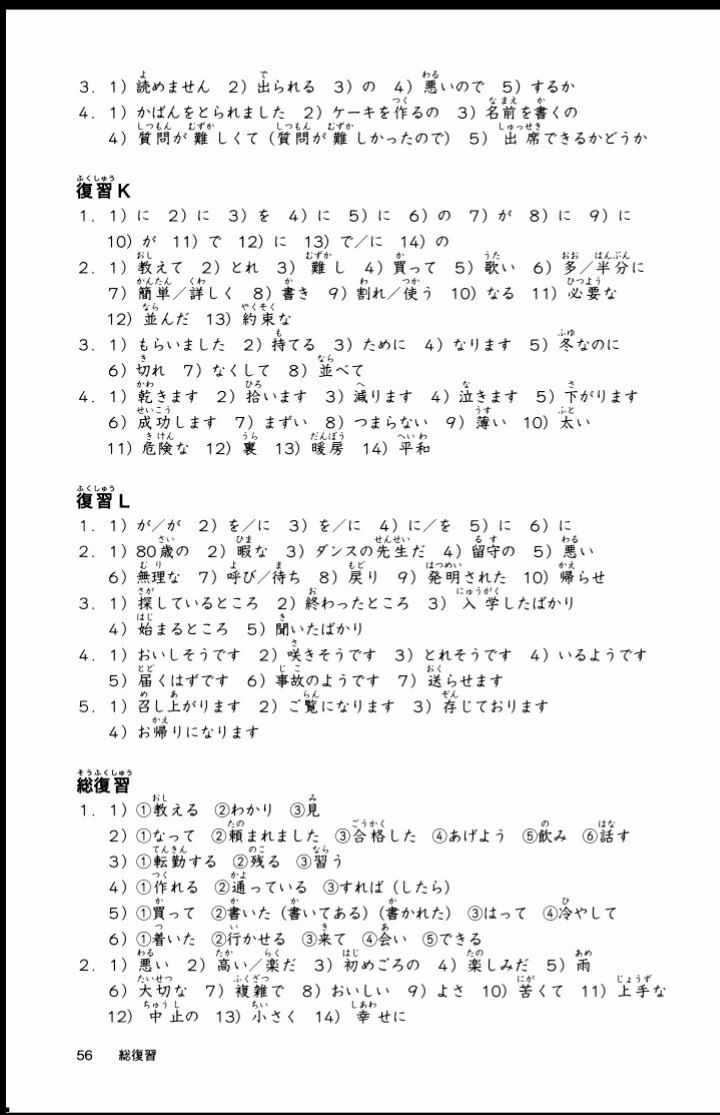 3. 1) 読めません 2) 出られる 3) の 4) 悪いので 5) するか
4. 1) かばんをとられました 2) ケーキを作るの 3) 名前を書くの
4) 質問が難しくて(質問が難しかったので) 5) 出席できるかどうか
復習K
1. 1) に 2) に 3) を 4) に 5) に 6) の 7) が 8) に 9) に
10) が 11) で 12) に 13) で/に 14) の
2. 1) 教えて 2) とれ 3) 難し 4) 買って 5) 歌い 6) 多/半分に
7) 簡単/詳しく 8) 書き 9) 割れ/使う 10) なる 11) 必要な
12) 並んだ 13) 約束な
3. 1) もらいました 2) 持てる 3) ために 4) なります 5) 冬なのに
6) 切れ 7) なくして 8) 並べて
4. 1) 乾きます 2) 拾います 3) 減ります 4) 泣きます 5) 下がります
6) 成功します 7) まずい 8) つまらない 9) 薄い 10) 太い
11) 危険な 12) 裏 13) 暖房 14) 平和
復習L
1. 1) が/が 2) を/に 3) を/に 4) に/を 5) に 6) に
2. 1) 80歳の 2) 暇な 3) ダンスの先生だ 4) 留守の 5) 悪い
6) 無理な 7) 呼び/待ち 8) 戻り 9) 発明された 10) 帰らせ
3. 1) 探しているところ 2) 終わったところ 3) 入学したばかり
4) 始まるところ 5) 聞いたばかり
4. 1) おいしそうです 2) 咲きそうです 3) とれそうです 4) いるようです
5) 届くはずです 6) 事故のようです 7) 送らせます
5. 1) 召し上がります 2) ご覧になります 3) 存じております
4) お帰りになります
総復習
1. 1) ①教える ②わかり ③見
2) ①なって ②頼まれました ③合格した ④あげよう ⑤飲み ⑥話す
3) ①転勤する ②残る ③習う
4) ①作れる ②通っている ③すれば(したら)
5) ①買って ②書いた(書いてある)(書かれた) ③はって ④冷やして
6) ①着いた ②行かせる ③来て ④会い ⑤できる
2. 1) 悪い 2) 高い/楽だ 3) 初めごろの 4) 楽しみだ 5) 雨
6) 大切な 7) 複雑で 8) おいしい 9) よさ 10) 苦くて 11) 上手な
12) 中止の 13) 小さく 14) 幸せに
56 総復習